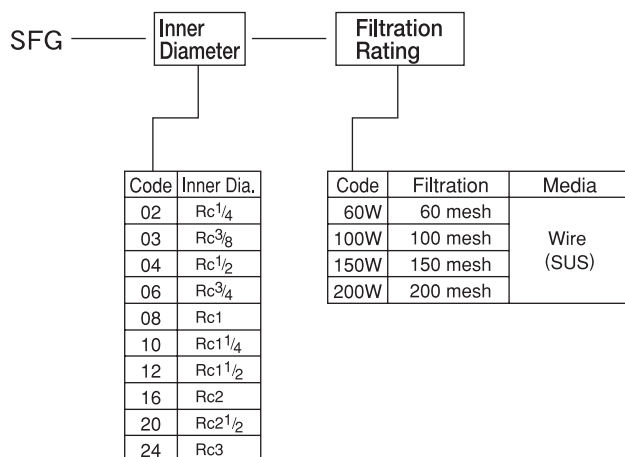 SFG
Inner
Diameter
Filtration
Rating
Code Inner Dia.
02 Rc1/4
03 Rc3/8
04 Rc1/2
06 Rc3/4
08 Rc1
10 Rc1 1/4
12 Rc1 1/2
16 Rc2
20 Rc2 1/2
24 Rc3
Code Filtration Media
60W 60 mesh
100W 100 mesh
150W 150 mesh
200W 200 mesh
Wire
(SUS)